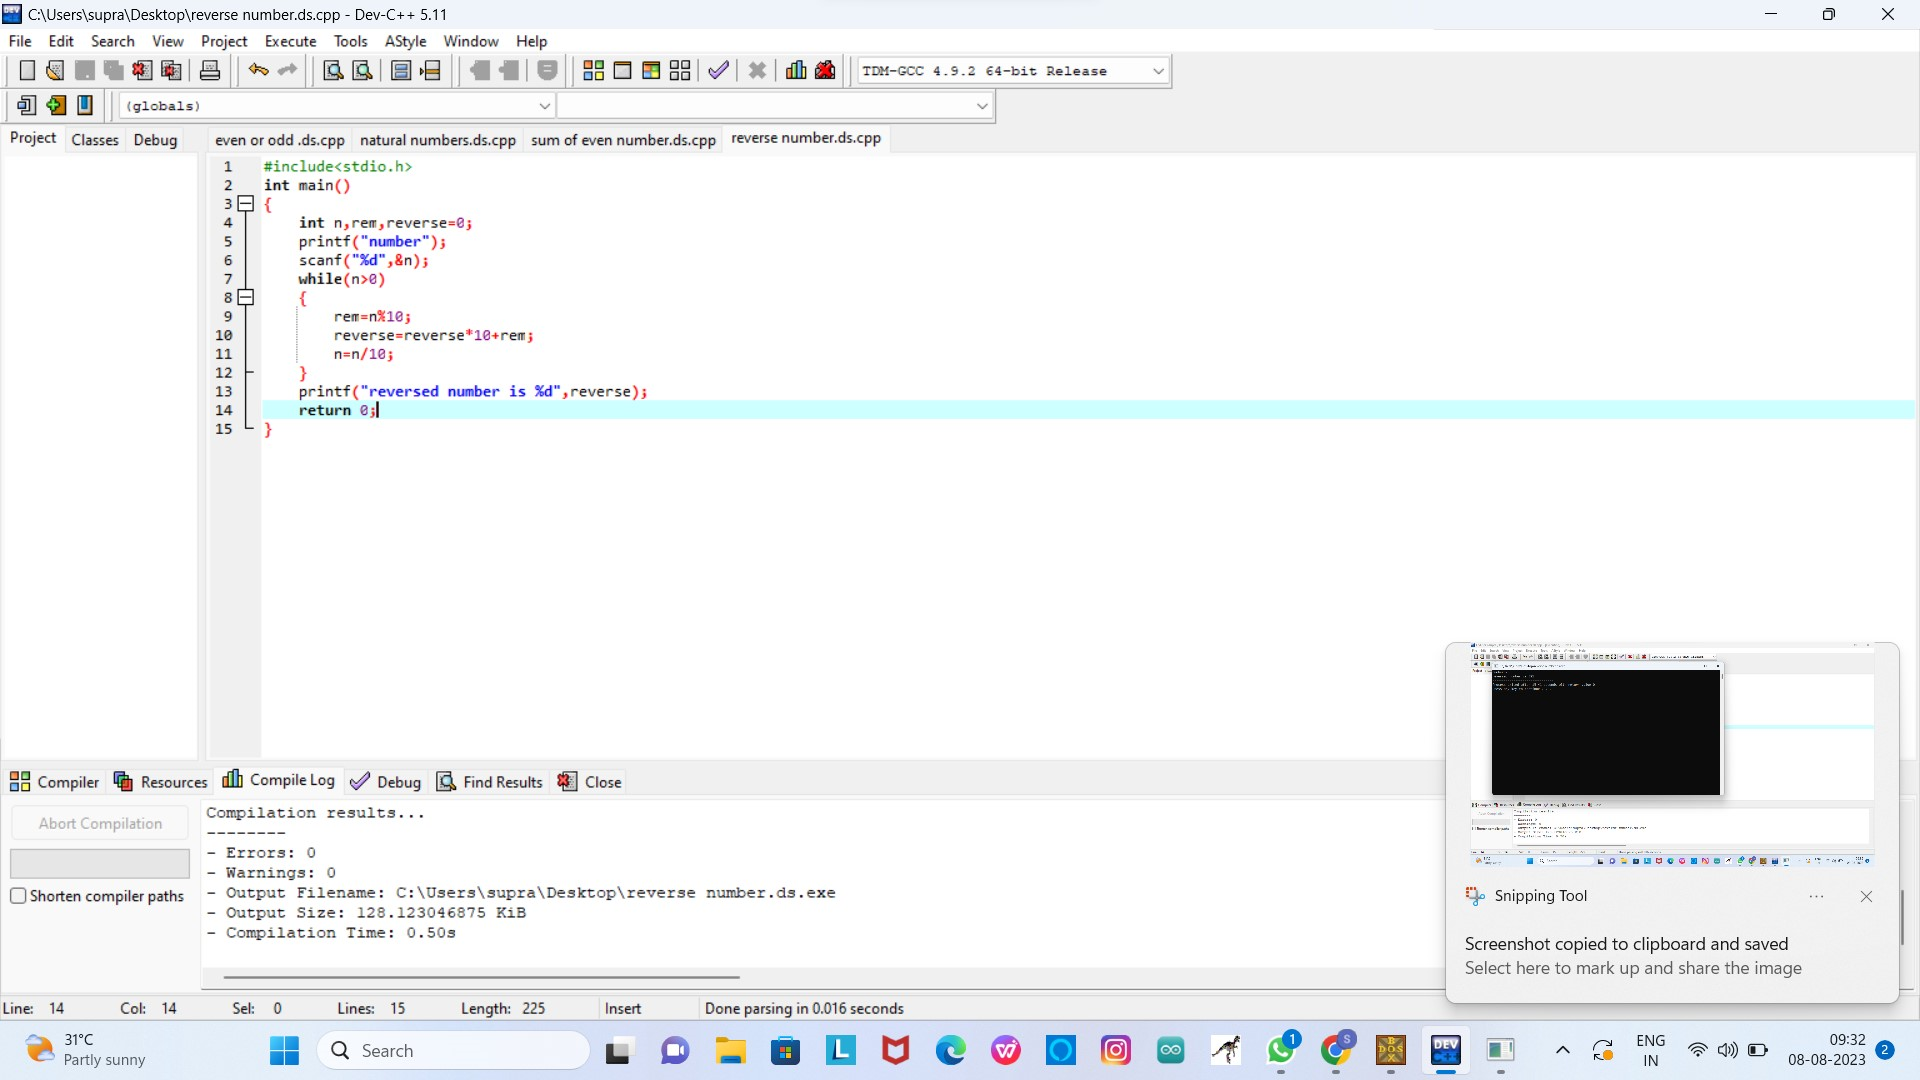 C:\Users\supra\Desktop\reverse number.ds.cpp - Dev-C++ 5.11
File Edit Search View Project Execute Tools AStyle Window Help
TDM-GCC 4.9.2 64-bit Release
(globals)
Project Classes Debug even or odd .ds.cpp natural numbers.ds.cpp sum of even number.ds.cpp reverse number.ds.cpp
1 #include<stdio.h>
2 int main()
3 {
4 int n,rem,reverse=0;
5 printf("number");
6 scanf("%d",&n);
7 while(n>0)
8 {
9 rem=n%10;
10 reverse=reverse*10+rem;
11 n=n/10;
12 }
13 printf("reversed number is %d",reverse);
14 return 0;
15 }
Compiler Resources Compile Log Debug Find Results Close
Abort Compilation
Shorten compiler paths
Compilation results...
--------
- Errors: 0
- Warnings: 0
- Output Filename: C:\Users\supra\Desktop\reverse number.ds.exe
- Output Size: 128.123046875 KiB
- Compilation Time: 0.50s
Snipping Tool
Screenshot copied to clipboard and saved
Select here to mark up and share the image
Line: 14 Col: 14 Sel: 0 Lines: 15 Length: 225 Insert Done parsing in 0.016 seconds
31°C
Partly sunny
Search
L
1
S
DEV
ENG
IN
09:32
08-08-2023
2